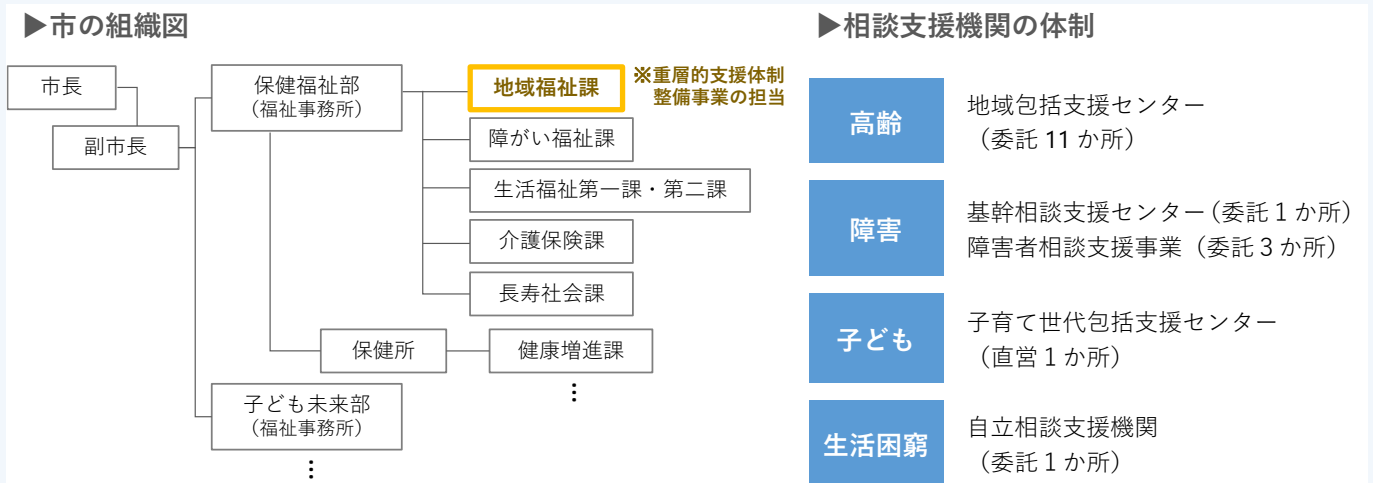 ▶市の組織図
市長
副市長
保健福祉部
(福祉事務所)
地域福祉課
※重層的支援体制
整備事業の担当
障がい福祉課
生活福祉第一課・第二課
介護保険課
長寿社会課
保健所
健康増進課
⋮
子ども未来部
(福祉事務所)
⋮
▶相談支援機関の体制
高齢
地域包括支援センター
（委託 11 か所）
障害
基幹相談支援センター（委託１か所）
障害者相談支援事業（委託３か所）
子ども
子育て世代包括支援センター
（直営１か所）
生活困窮
自立相談支援機関
（委託１か所）